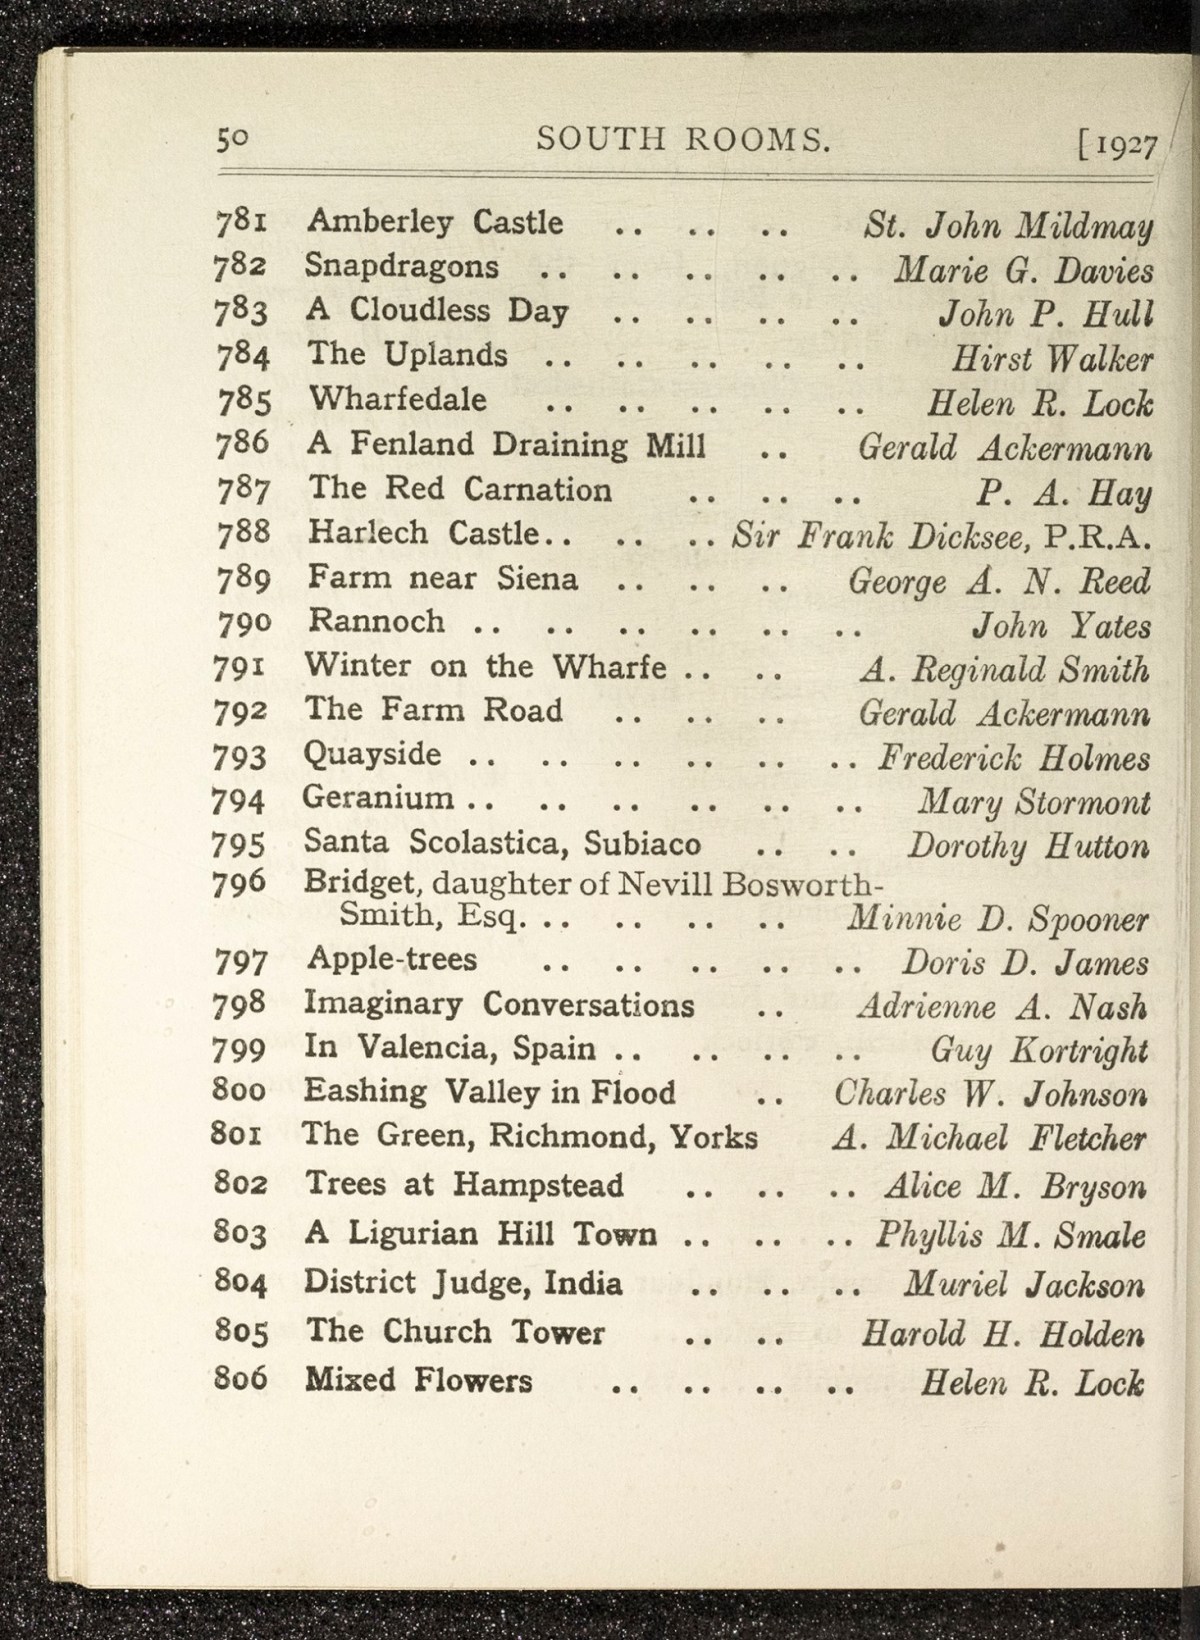 50 SOUTH ROOMS. [1927
781 Amberley Castle .. .. .. St. John Mildmay
782 Snapdragons .. .. .. .. .. Marie G. Davies
783 A Cloudless Day .. .. .. .. John P. Hull
784 The Uplands .. .. .. .. .. Hirst Walker
785 Wharfedale .. .. .. .. .. Helen R. Lock
786 A Fenland Draining Mill .. Gerald Ackermann
787 The Red Carnation .. .. .. P. A. Hay
788 Harlech Castle.. .. .. Sir Frank Dicksee, P.R.A.
789 Farm near Siena .. .. .. George A. N. Reed
790 Rannoch .. .. .. .. .. .. John Yates
791 Winter on the Wharfe .. .. A. Reginald Smith
792 The Farm Road .. .. .. Gerald Ackermann
793 Quayside .. .. .. .. .. .. Frederick Holmes
794 Geranium .. .. .. .. .. .. Mary Stormont
795 Santa Scolastica, Subiaco .. .. Dorothy Hutton
796 Bridget, daughter of Nevill Bosworth-
Smith, Esq. .. .. .. .. Minnie D. Spooner
797 Apple-trees .. .. .. .. .. Doris D. James
798 Imaginary Conversations .. Adrienne A. Nash
799 In Valencia, Spain .. .. .. .. Guy Kortright
800 Eashing Valley in Flood .. Charles W. Johnson
801 The Green, Richmond, Yorks A. Michael Fletcher
802 Trees at Hampstead .. .. .. Alice M. Bryson
803 A Ligurian Hill Town .. .. .. Phyllis M. Smale
804 District Judge, India .. .. .. Muriel Jackson
805 The Church Tower .. .. Harold H. Holden
806 Mixed Flowers .. .. .. .. Helen R. Lock